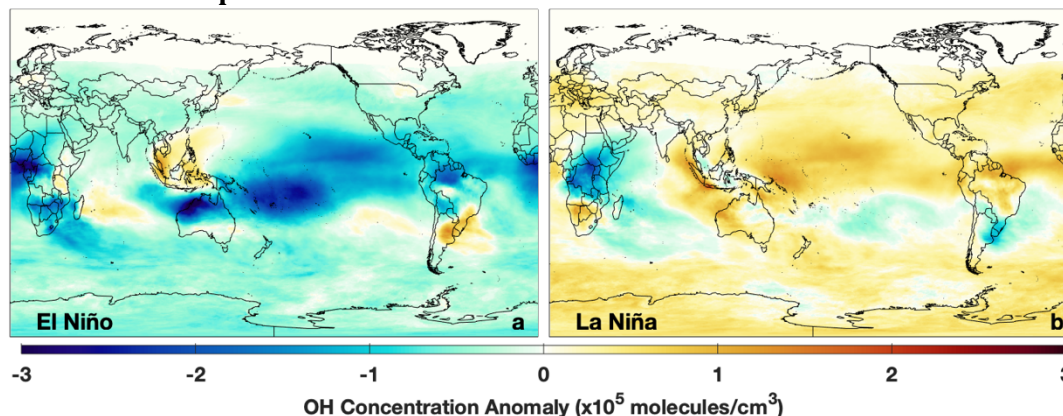 El Niño
a
La Niña
b
-3 -2 -1 0 1 2 3
OH Concentration Anomaly (x10⁵ molecules/cm³)